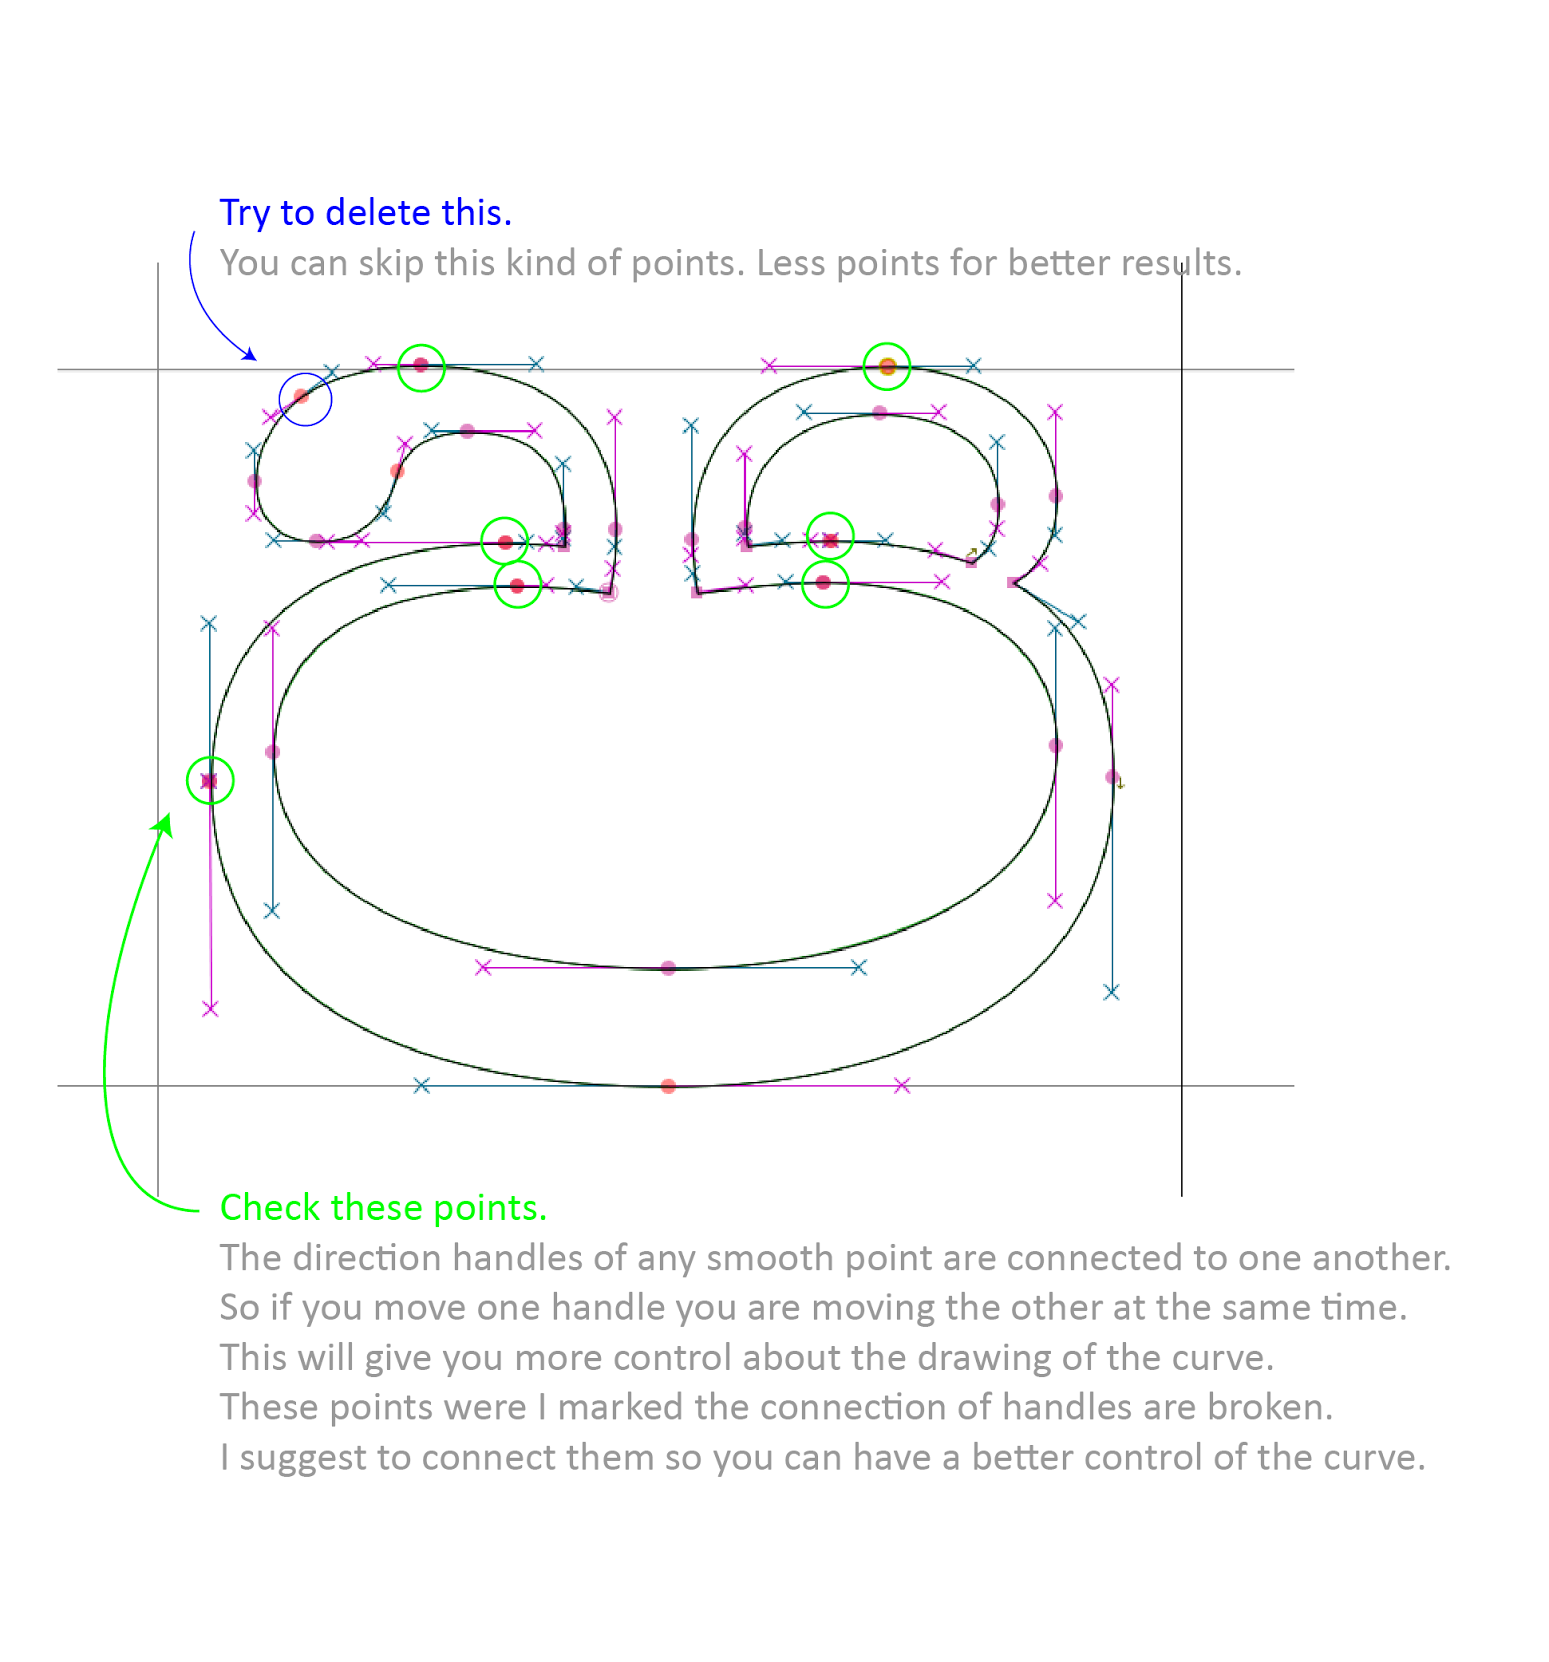 Try to delete this.
You can skip this kind of points. Less points for better results.
Check these points.
The direction handles of any smooth point are connected to one another.
So if you move one handle you are moving the other at the same time.
This will give you more control about the drawing of the curve.
These points were I marked the connection of handles are broken.
I suggest to connect them so you can have a better control of the curve.